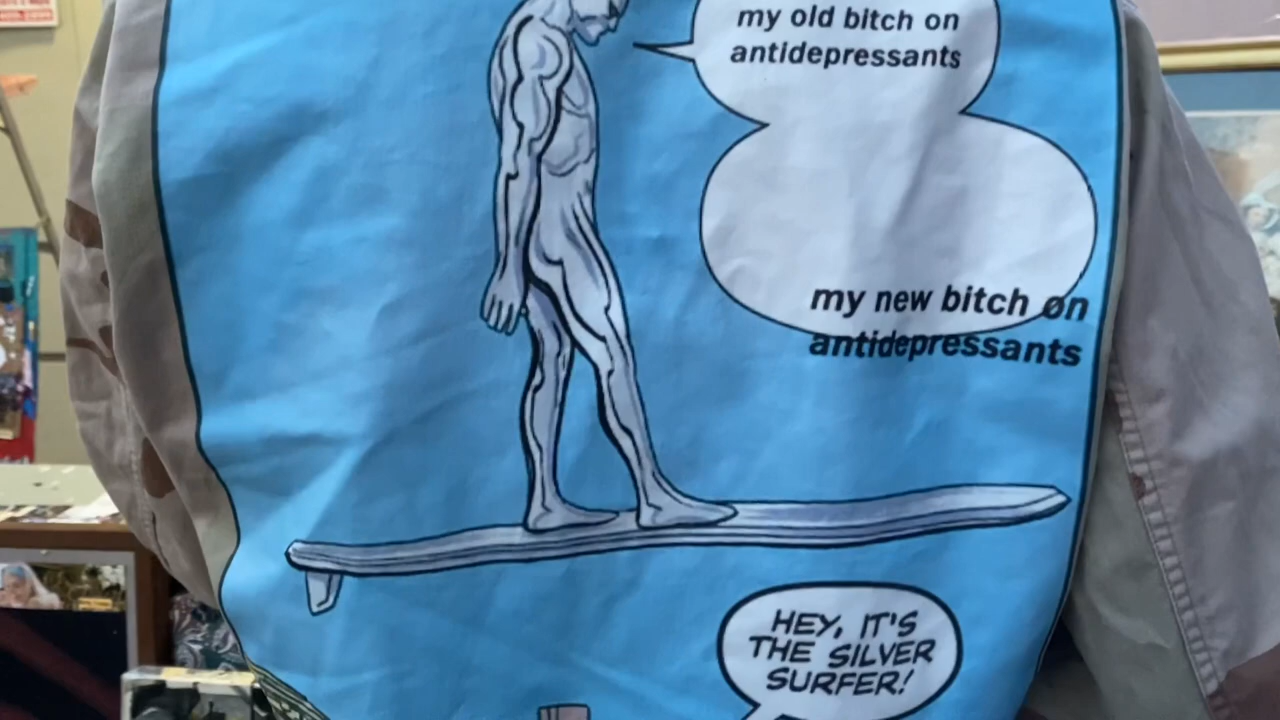 my old bitch on
antidepressants
my new bitch on
antidepressants
HEY, IT'S
THE SILVER
SURFER!